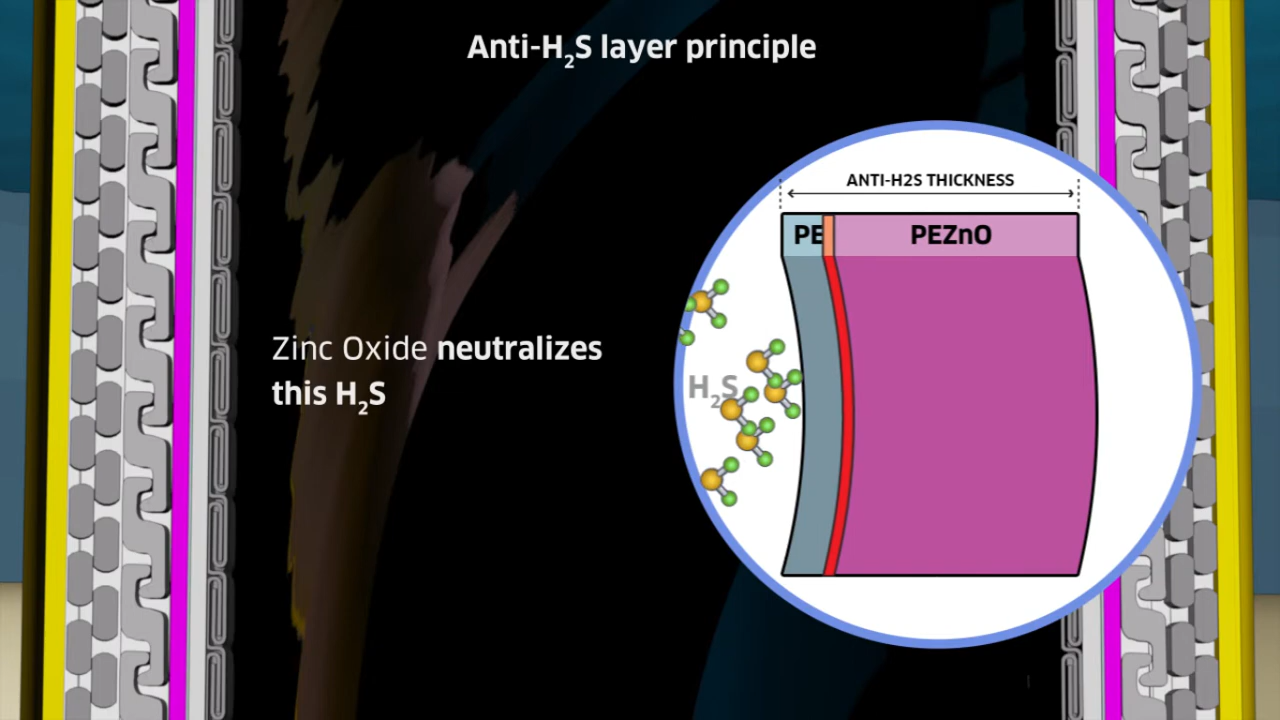 Anti-H₂S layer principle
ANTI-H2S THICKNESS
PE PEZnO
Zinc Oxide neutralizes
this H₂S
H₂S